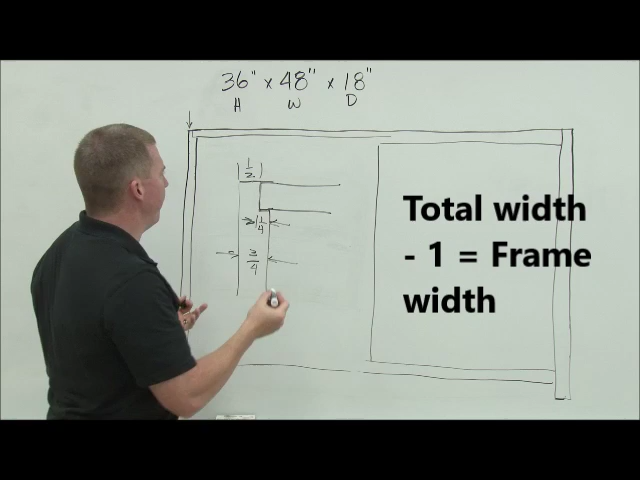 36" x 48" x 18"
H W D
1/2
1/4
3/4
Total width
- 1 = Frame
width